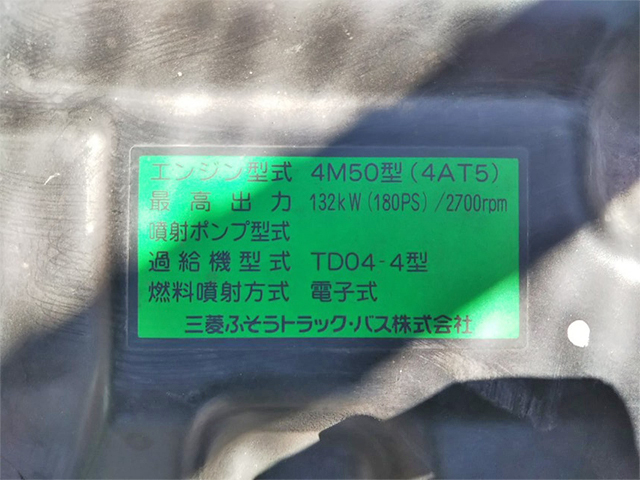 エンジン型式 4M50型(4AT5)
最高出力 132kW(180PS)/2700rpm
噴射ポンプ型式
過給機型式 TD04-4型
燃料噴射方式 電子式
三菱ふそうトラック・バス株式会社